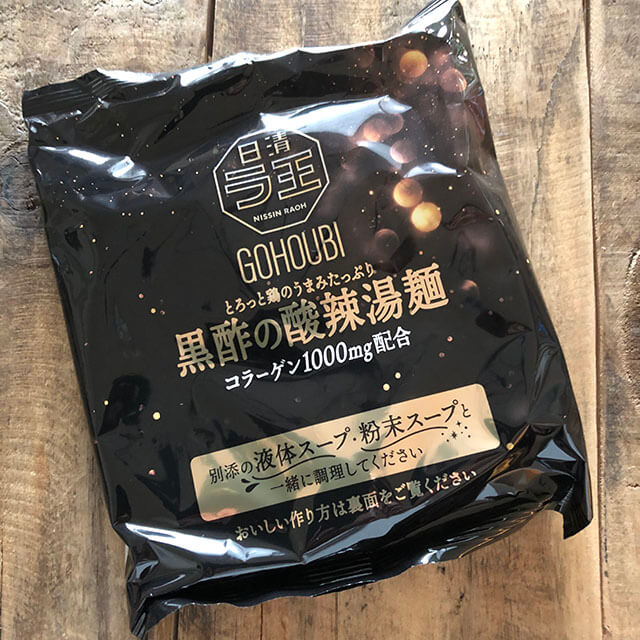 日清
ラ王
NISSIN RAOH
GOHOUBI
とろっと鶏のうまみたっぷり
黒酢の酸辣湯麺
コラーゲン1000mg配合
別添の液体スープ・粉末スープと
一緒に調理してください
おいしい作り方は裏面をご覧ください